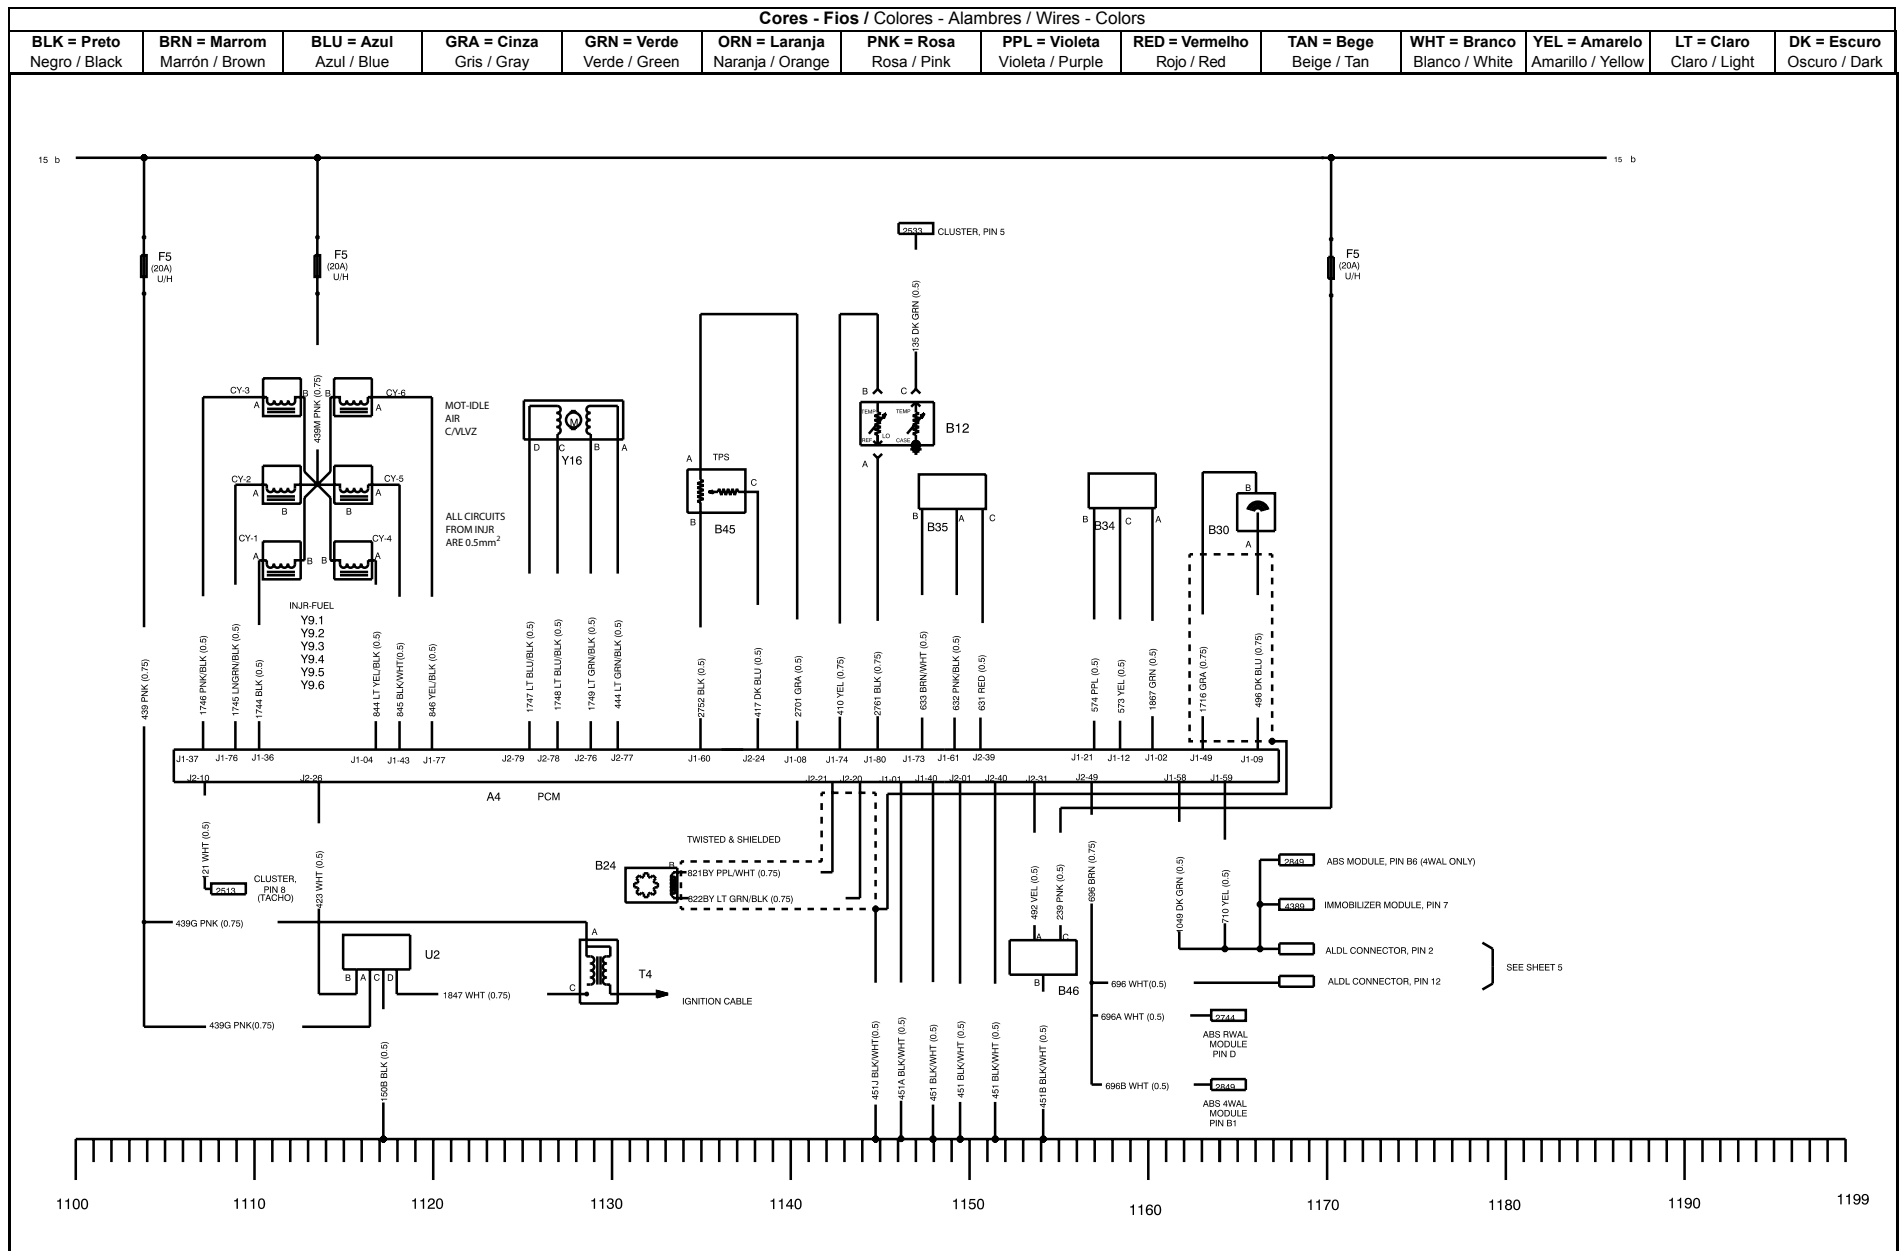 Cores - Fios / Colores - Alambres / Wires - Colors
BLK = Preto
Negro / Black
BRN = Marrom
Marrón / Brown
BLU = Azul
Azul / Blue
GRA = Cinza
Gris / Gray
GRN = Verde
Verde / Green
ORN = Laranja
Naranja / Orange
PNK = Rosa
Rosa / Pink
PPL = Violeta
Violeta / Purple
RED = Vermelho
Rojo / Red
TAN = Bege
Beige / Tan
WHT = Branco
Blanco / White
YEL = Amarelo
Amarillo / Yellow
LT = Claro
Claro / Light
DK = Escuro
Oscuro / Dark
15 b
15 b
2533
CLUSTER, PIN 5
F5
(20A)
U/H
F5
(20A)
U/H
F5
(20A)
U/H
135 DK GRN (0.5)
439M PNK (0.75)
CY-3
A
B
B
A
CY-6
MOT-IDLE
AIR
C/VLVZ
D
C
B
A
M
Y16
B
C
TEMP
TEMP
REF
LO
CASE
A
B12
CY-2
A
B
B
A
CY-5
A
TPS
C
B
B45
B
A
C
B35
B
C
A
B34
B
B30
A
ALL CIRCUITS
FROM INJR
ARE 0.5mm2
CY-1
A
B
B
A
CY-4
INJR-FUEL
Y9.1
Y9.2
Y9.3
Y9.4
Y9.5
Y9.6
439 PNK (0.75)
1746 PNK/BLK (0.5)
1745 LNGRN/BLK (0.5)
1744 BLK (0.5)
844 LT YEL/BLK (0.5)
845 BLK/WHT(0.5)
846 YEL/BLK (0.5)
1747 LT BLU/BLK (0.5)
1748 LT BLU/BLK (0.5)
1749 LT GRN/BLK (0.5)
444 LT GRN/BLK (0.5)
2752 BLK (0.5)
417 DK BLU (0.5)
2701 GRA (0.5)
410 YEL (0.75)
2761 BLK (0.75)
633 BRN/WHT (0.5)
632 PNK/BLK (0.5)
631 RED (0.5)
574 PPL (0.5)
573 YEL (0.5)
1867 GRN (0.5)
1716 GRA (0.75)
496 DK BLU (0.75)
J1-37
J1-76
J1-36
J1-04
J1-43
J1-77
J2-79
J2-78
J2-76
J2-77
J1-60
J2-24
J1-08
J1-74
J1-80
J1-73
J1-61
J2-39
J1-21
J1-12
J1-02
J1-49
J1-09
J2-10
J2-26
J2-21
J2-20
J1-01
J1-40
J2-01
J2-40
J2-31
J2-49
J1-58
J1-59
A4
PCM
121 WHT (0.5)
423 WHT (0.5)
TWISTED & SHIELDED
B24
B
821BY PPL/WHT (0.75)
822BY LT GRN/BLK (0.75)
492 YEL (0.5)
239 PNK (0.5)
696 BRN (0.75)
1049 DK GRN (0.5)
710 YEL (0.5)
2849
ABS MODULE, PIN B6 (4WAL ONLY)
2513
CLUSTER,
PIN 8
(TACHO)
4389
IMMOBILIZER MODULE, PIN 7
439G PNK (0.75)
A
A
C
ALDL CONNECTOR, PIN 2
U2
B
A
C
D
T4
C
B
B46
SEE SHEET 5
696 WHT(0.5)
ALDL CONNECTOR, PIN 12
1847 WHT (0.75)
IGNITION CABLE
696A WHT (0.5)
2744
ABS RWAL
MODULE
PIN D
439G PNK(0.75)
150B BLK (0.5)
451J BLK/WHT(0.5)
451A BLK/WHT (0.5)
451 BLK/WHT (0.5)
451 BLK/WHT (0.5)
451 BLK/WHT (0.5)
451B BLK/WHT (0.5)
696B WHT (0.5)
2849
ABS 4WAL
MODULE
PIN B1
1100
1110
1120
1130
1140
1150
1160
1170
1180
1190
1199